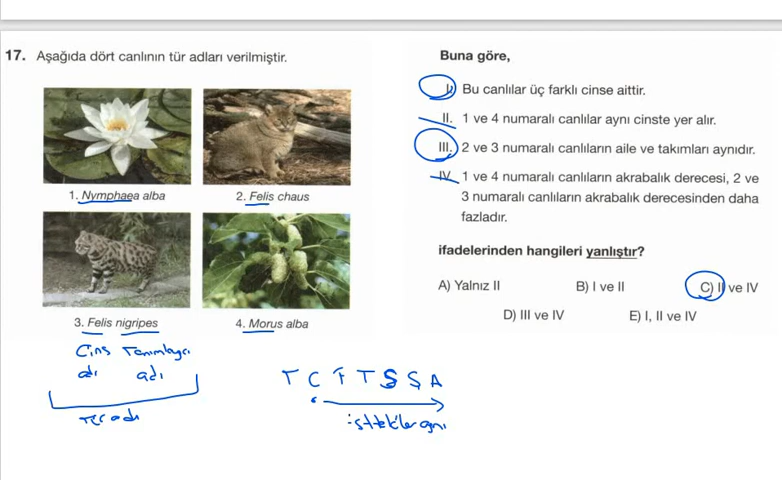 17. Aşağıda dört canlının tür adları verilmiştir.
1. Nymphaea alba
2. Felis chaus
3. Felis nigripes
4. Morus alba
Cins Tanımlayıcı
adı adı
Tür adı
Buna göre,
I. Bu canlılar üç farklı cinse aittir.
II. 1 ve 4 numaralı canlılar aynı cinste yer alır.
III. 2 ve 3 numaralı canlıların aile ve takımları aynıdır.
IV. 1 ve 4 numaralı canlıların akrabalık derecesi, 2 ve
3 numaralı canlıların akrabalık derecesinden daha
fazladır.
ifadelerinden hangileri yanlıştır?
A) Yalnız II
B) I ve II
C) II ve IV
D) III ve IV
E) I, II ve IV
T C F T S Ş A